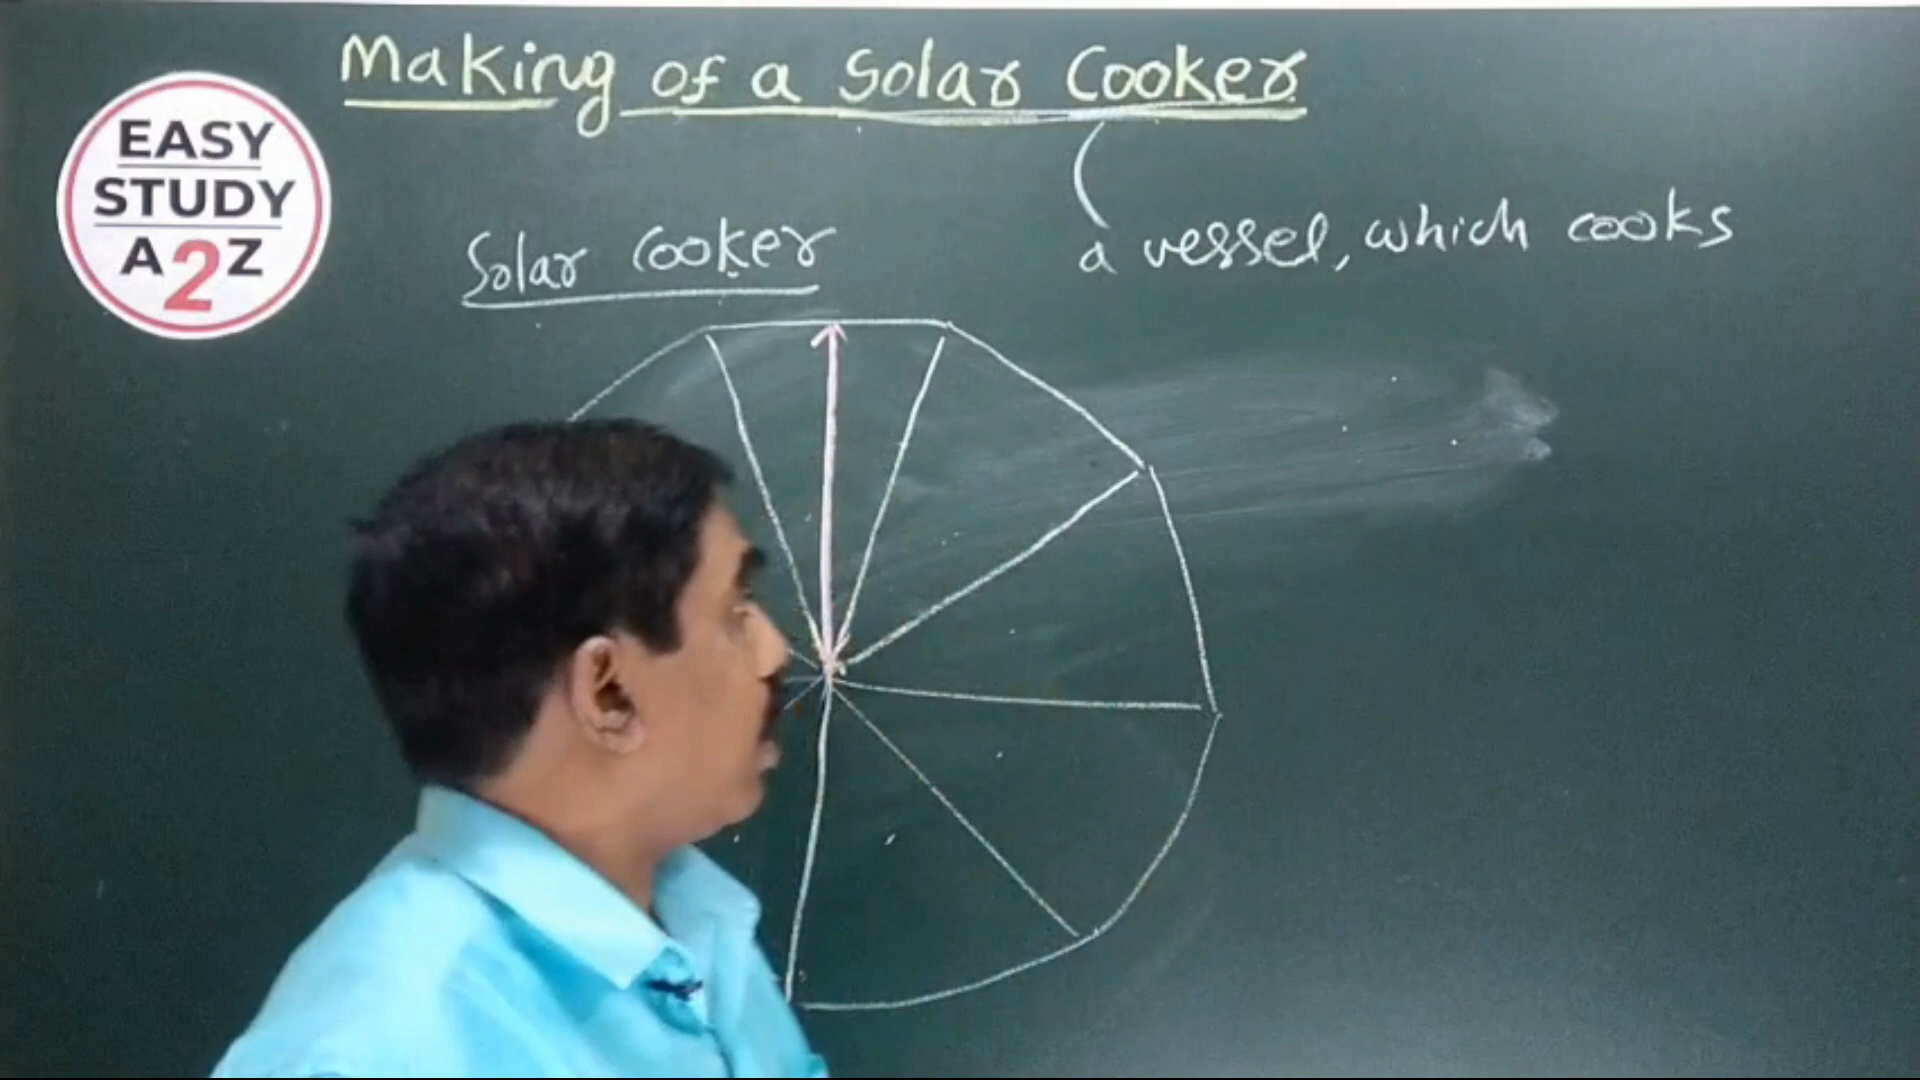 Making of a Solar Cooker
EASY
STUDY
A2Z
Solar Cooker
a vessel, which cooks